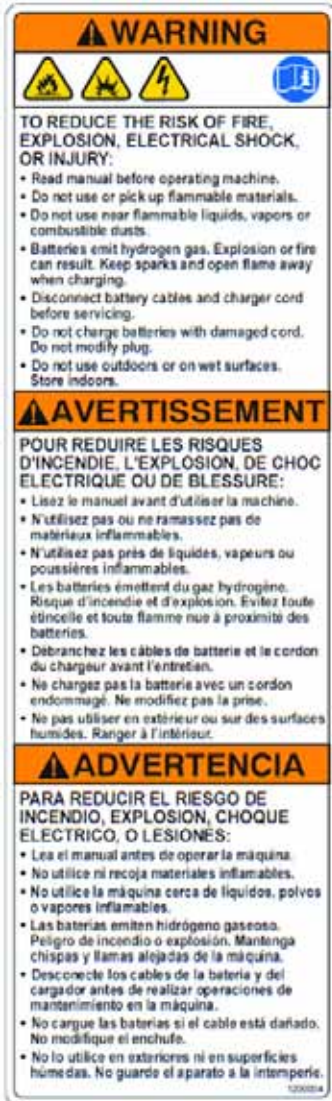 WARNING
TO REDUCE THE RISK OF FIRE,
EXPLOSION, ELECTRICAL SHOCK,
OR INJURY:
• Read manual before operating machine.
• Do not use or pick up flammable materials.
• Do not use near flammable liquids, vapors or
combustible dusts.
• Batteries emit hydrogen gas. Explosion or fire
can result. Keep sparks and open flame away
when charging.
• Disconnect battery cables and charger cord
before servicing.
• Do not charge batteries with damaged cord.
Do not modify plug.
• Do not use outdoors or on wet surfaces.
Store indoors.
AVERTISSEMENT
POUR REDUIRE LES RISQUES
D'INCENDIE, L'EXPLOSION, DE CHOC
ELECTRIQUE OU DE BLESSURE:
• Lisez le manuel avant d'utiliser la machine.
• N'utilisez pas ou ne ramassez pas de
matériaux inflammables.
• N'utilisez pas près de liquides, vapeurs ou
poussières inflammables.
• Les batteries émettent du gaz hydrogène.
Risque d'incendie et d'explosion. Evitez toute
étincelle et toute flamme nue à proximité des
batteries.
• Débranchez les câbles de batterie et le cordon
du chargeur avant l'entretien.
• Ne chargez pas la batterie avec un cordon
endommagé. Ne modifiez pas la prise.
• Ne pas utiliser en extérieur ou sur des surfaces
humides. Ranger à l'intérieur.
ADVERTENCIA
PARA REDUCIR EL RIESGO DE
INCENDIO, EXPLOSION, CHOQUE
ELECTRICO, O LESIONES:
• Lea el manual antes de operar la máquina.
• No utilice ni recoja materiales inflamables.
• No utilice la máquina cerca de líquidos, polvos
o vapores inflamables.
• Las baterías emiten hidrógeno gaseoso.
Peligro de incendio o explosión. Mantenga
chispas y llamas alejadas de la máquina.
• Desconecte los cables de la batería y del
cargador antes de realizar operaciones de
mantenimiento en la máquina.
• No cargue las baterías si el cable está dañado.
No modifique el enchufe.
• No lo utilice en exteriores ni en superficies
húmedas. No guarde el aparato a la intemperie.